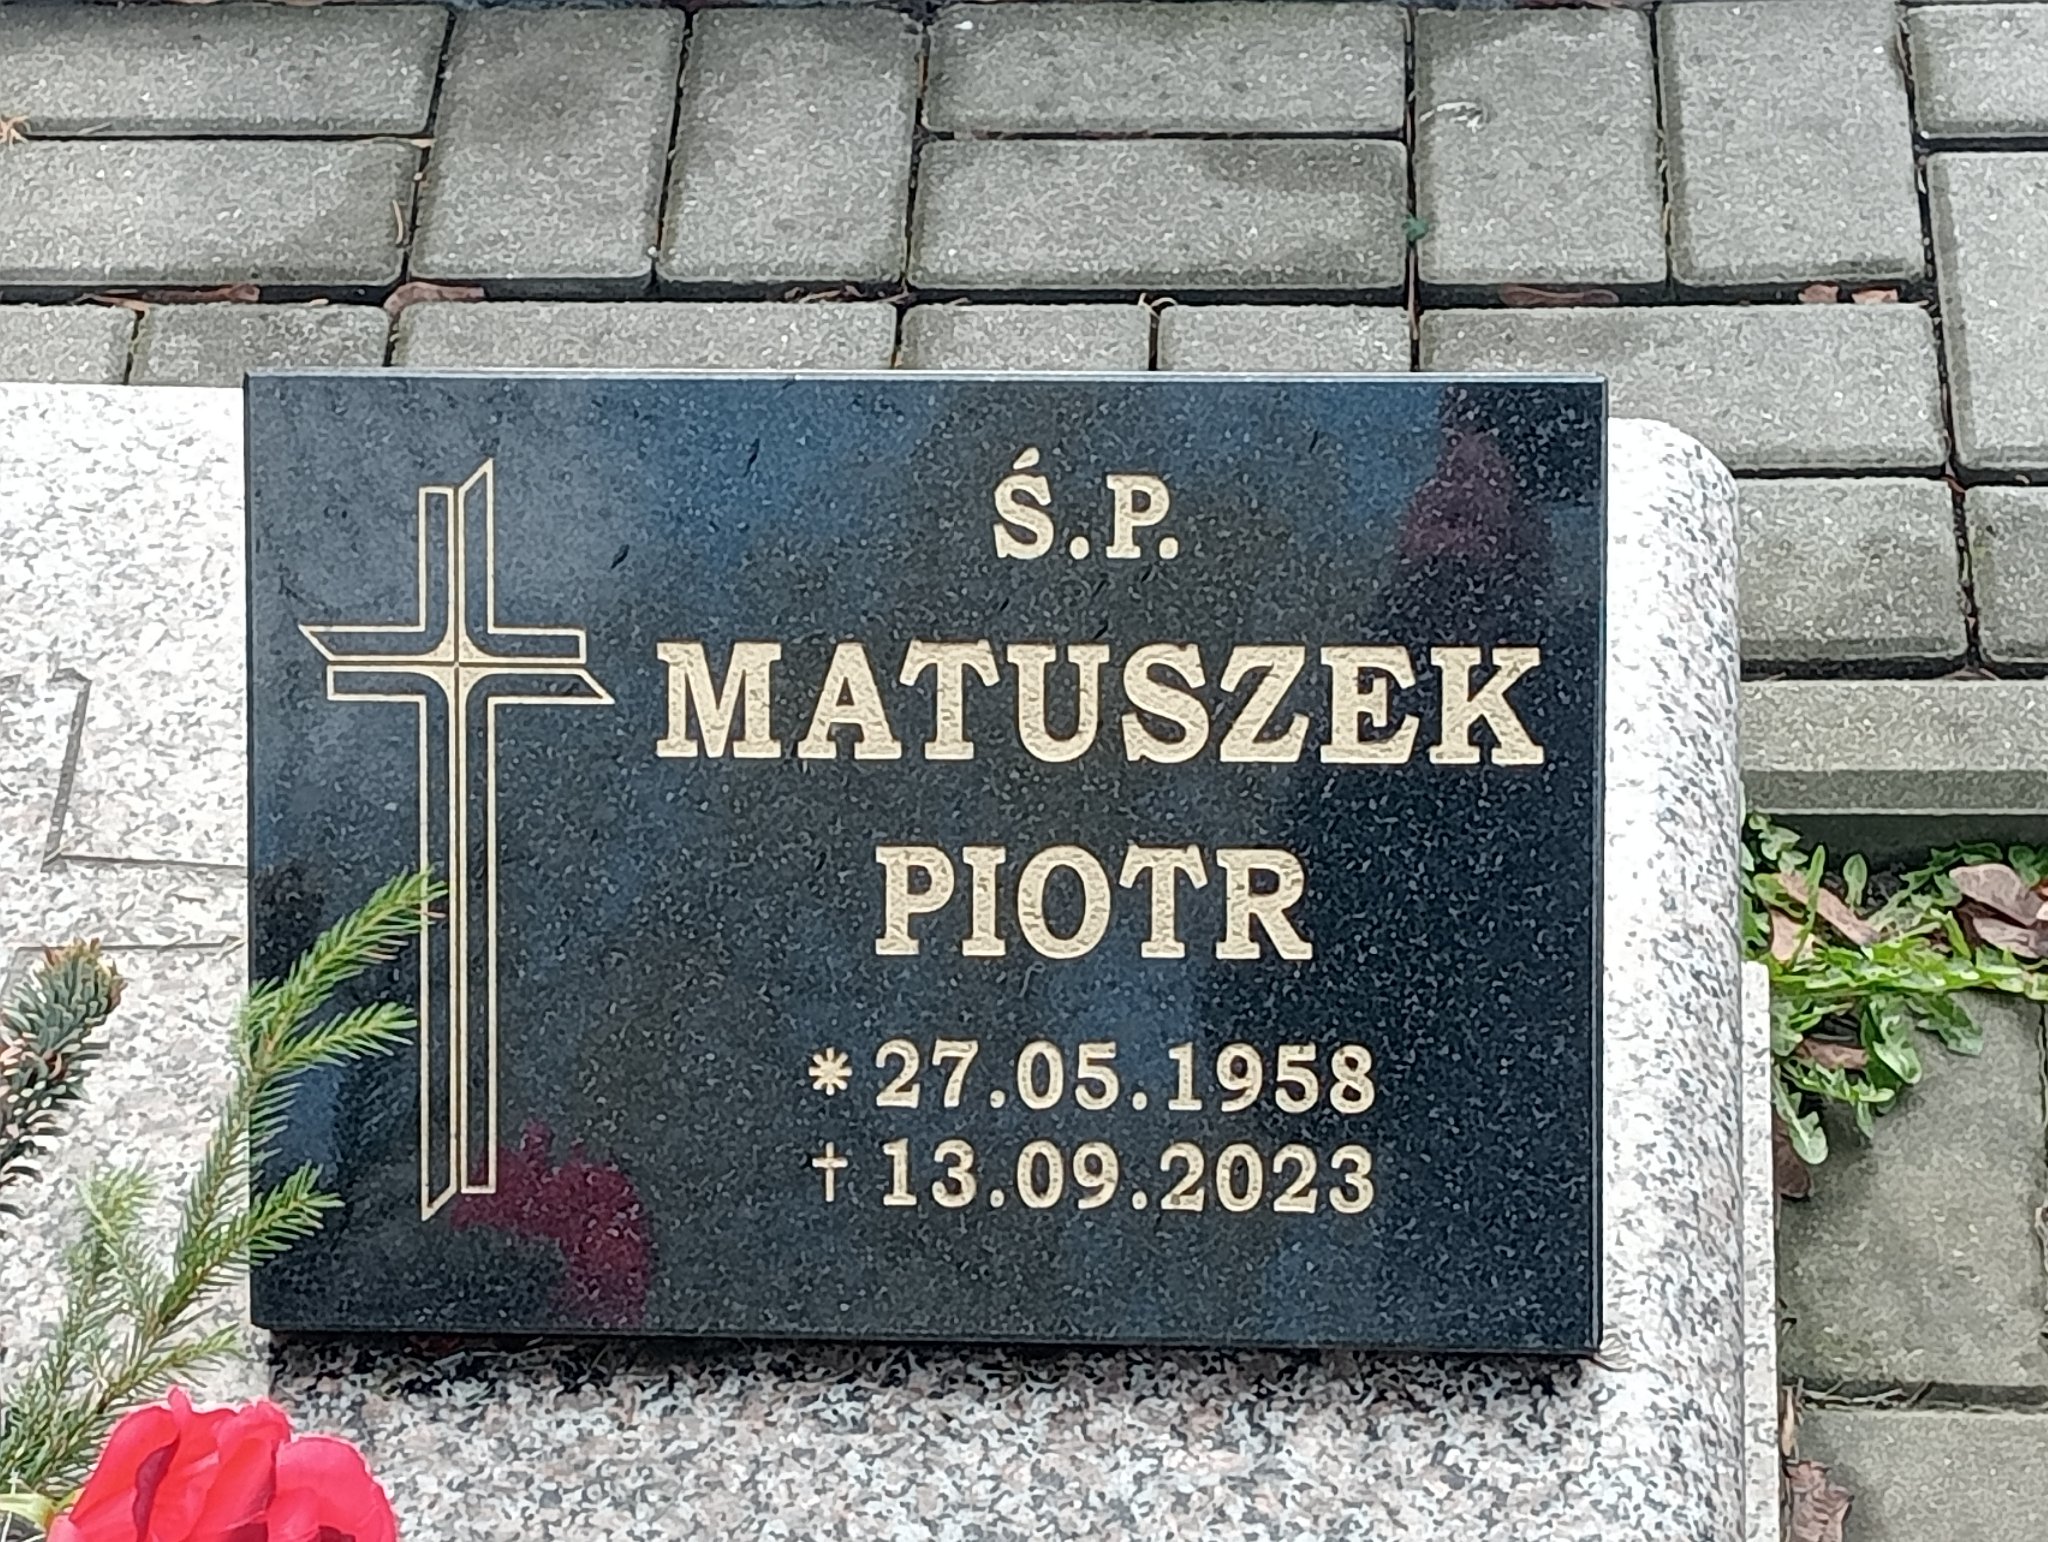 Ś.P.
MATUSZEK
PIOTR
* 27.05.1958
† 13.09.2023